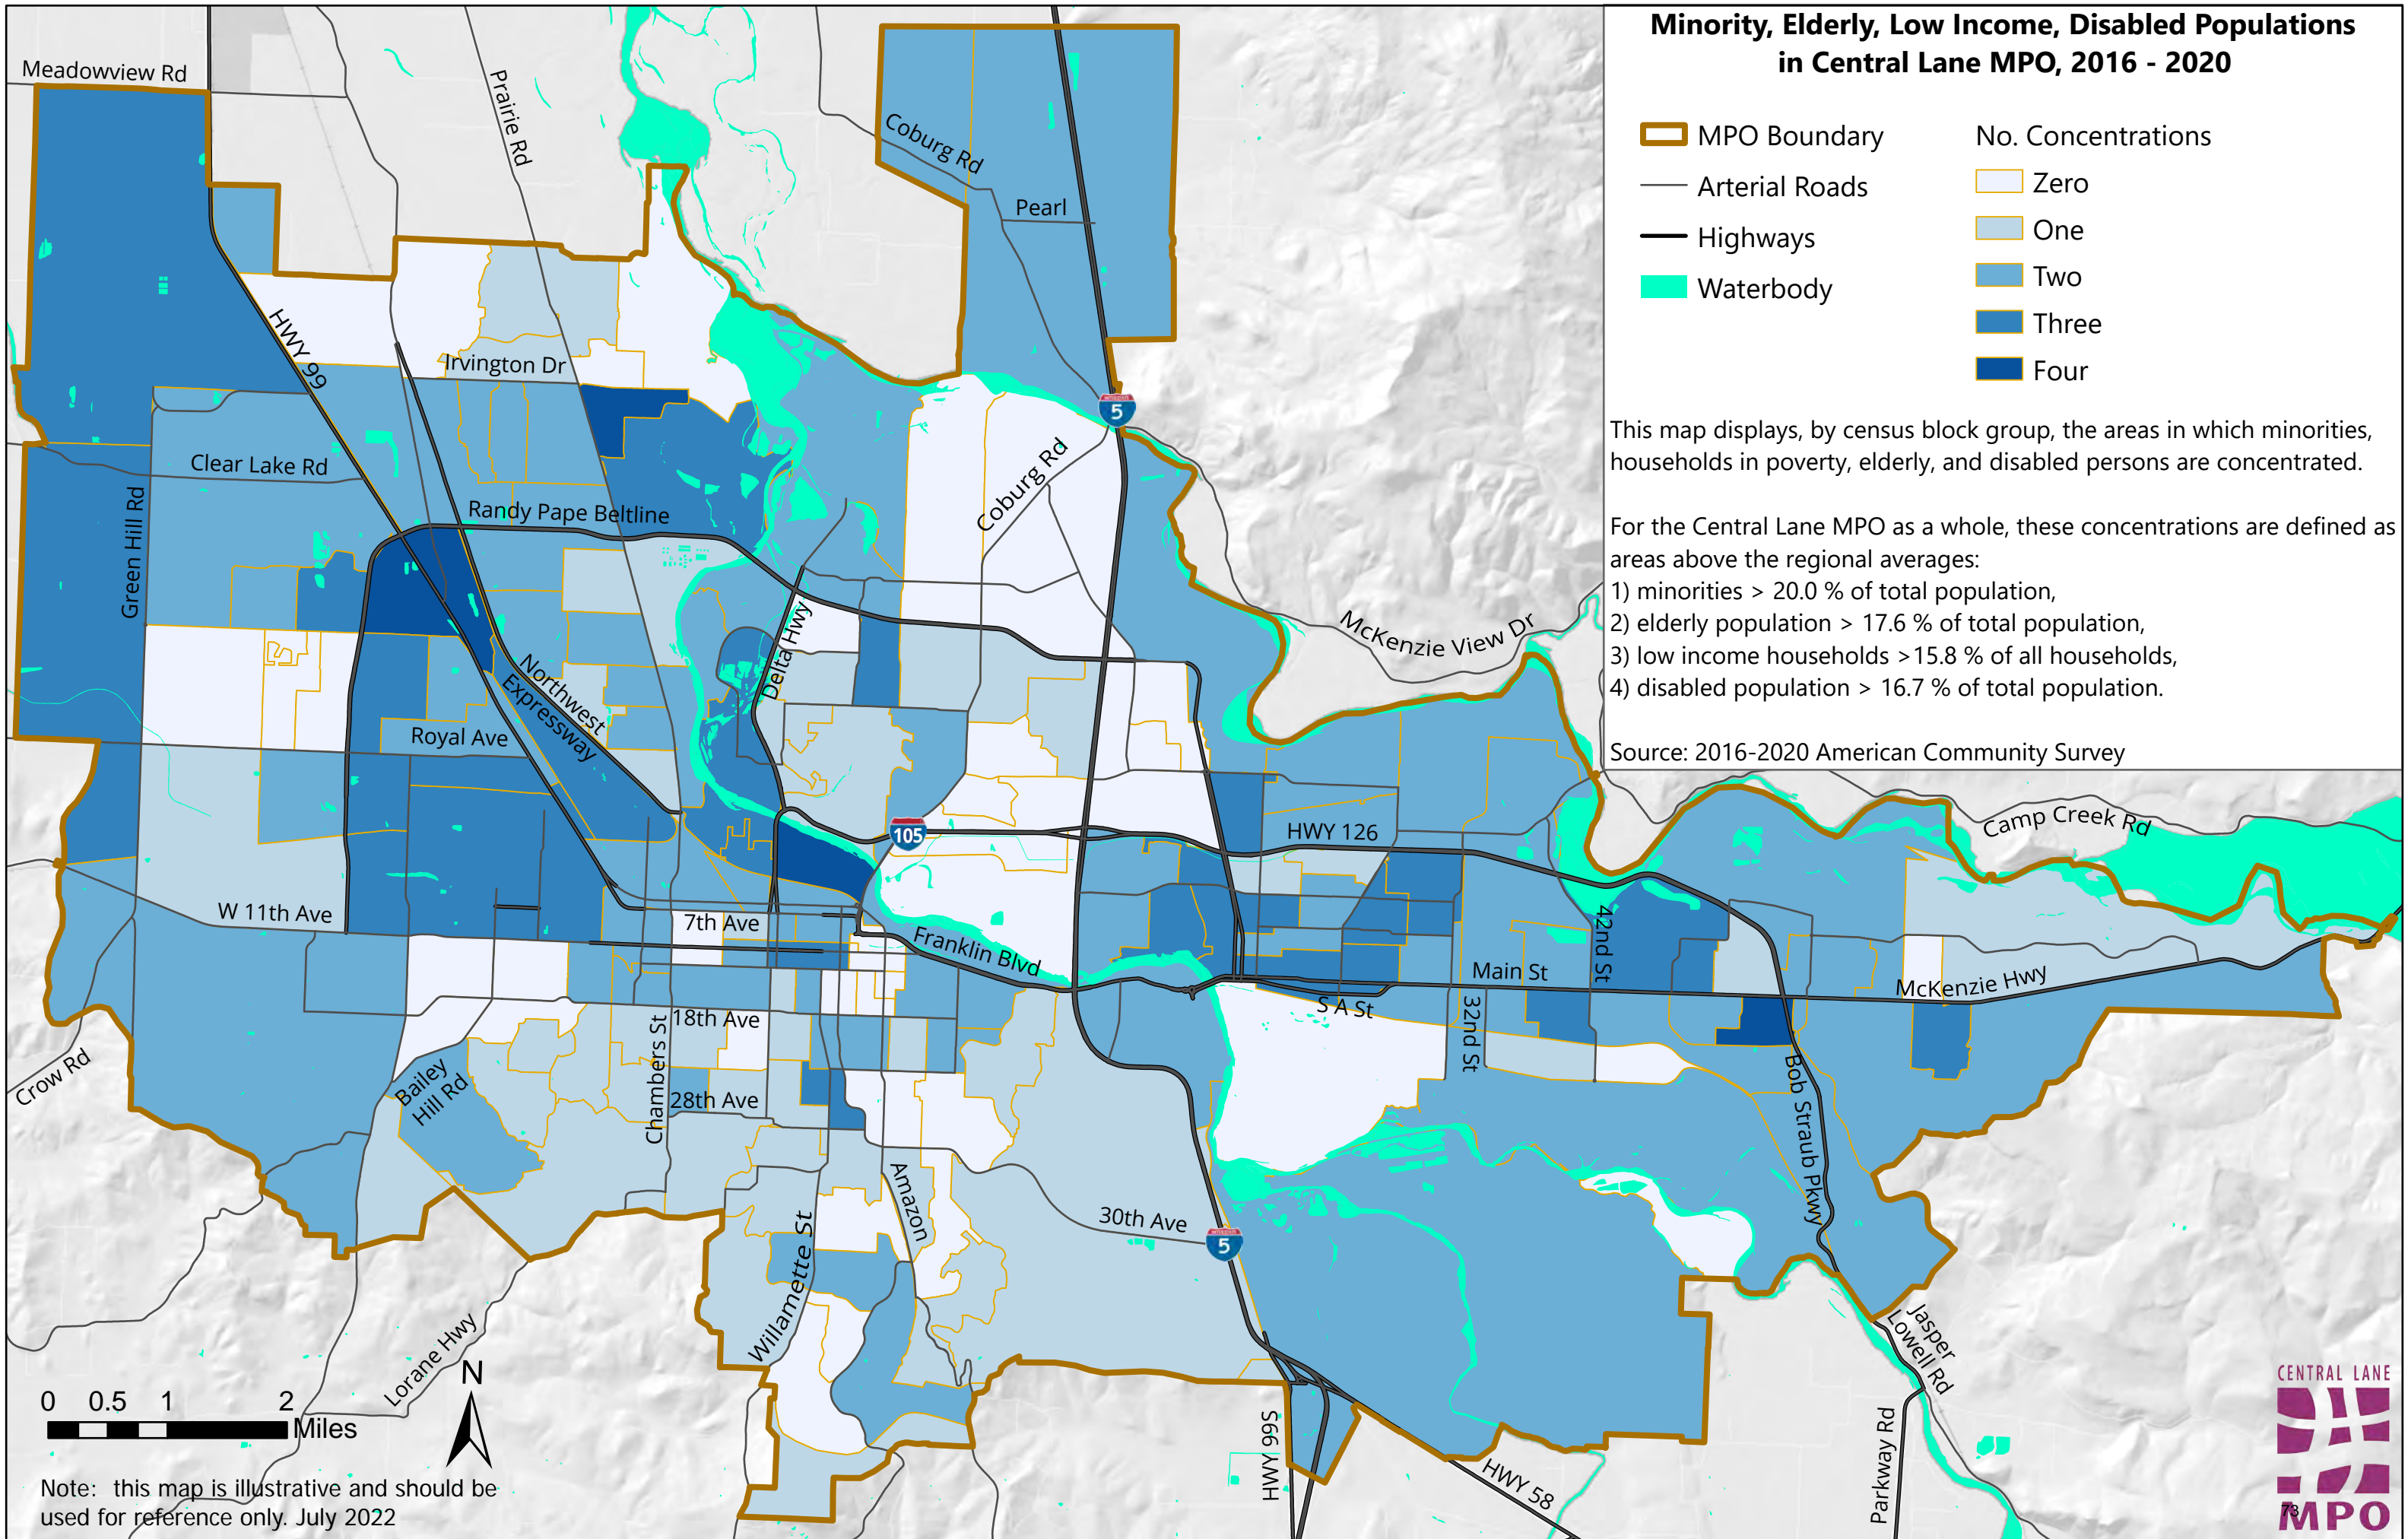 Minority, Elderly, Low Income, Disabled Populations
in Central Lane MPO, 2016 - 2020
MPO Boundary
Arterial Roads
Highways
Waterbody
No. Concentrations
Zero
One
Two
Three
Four
This map displays, by census block group, the areas in which minorities,
households in poverty, elderly, and disabled persons are concentrated.
For the Central Lane MPO as a whole, these concentrations are defined as
areas above the regional averages:
1) minorities > 20.0 % of total population,
2) elderly population > 17.6 % of total population,
3) low income households >15.8 % of all households,
4) disabled population > 16.7 % of total population.
Source: 2016-2020 American Community Survey
Meadowview Rd
Prairie Rd
Coburg Rd
Pearl
HWY 99
Irvington Dr
5
Clear Lake Rd
Green Hill Rd
Randy Pape Beltline
Coburg Rd
McKenzie View Dr
Delta Hwy
Northwest
Expressway
Royal Ave
105
HWY 126
Camp Creek Rd
W 11th Ave
7th Ave
Franklin Blvd
42nd St
Main St
McKenzie Hwy
S A St
32nd St
18th Ave
Chambers St
Crow Rd
Bailey
Hill Rd
28th Ave
Bob Straub Pkwy
Amazon
30th Ave
5
Willamette St
Lorane Hwy
Jasper
Lowell Rd
HWY 99S
HWY 58
Parkway Rd
N
0 0.5 1 2
Miles
Note: this map is illustrative and should be
used for reference only. July 2022
CENTRAL LANE
MPO
73